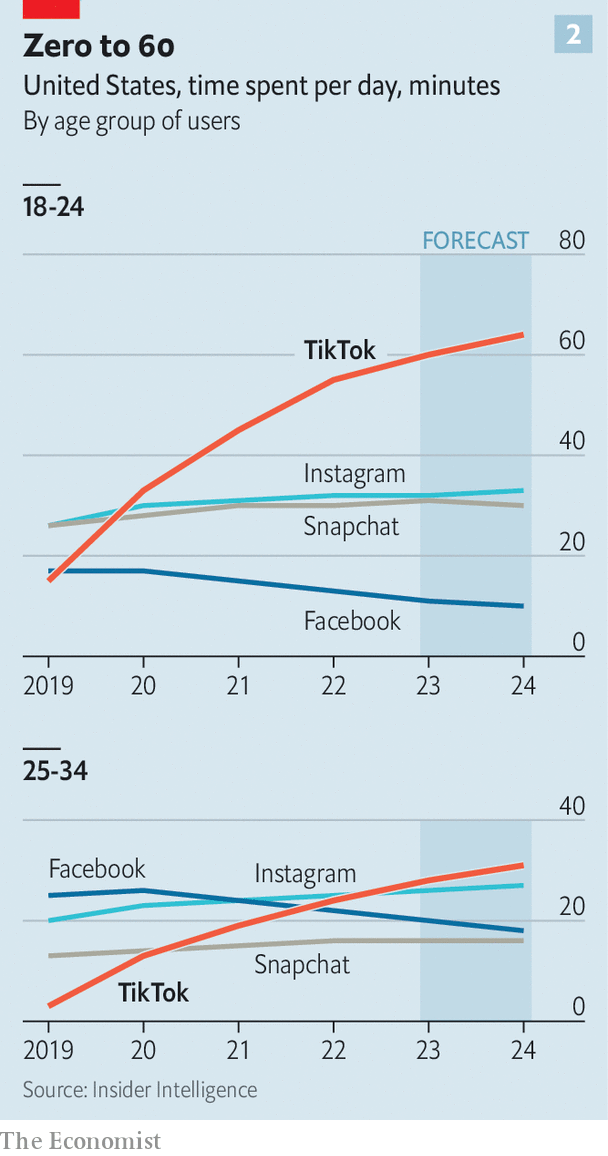 2
Zero to 60
United States, time spent per day, minutes
By age group of users
18-24
FORECAST
80
TikTok
60
40
Instagram
Snapchat
20
Facebook
0
2019 20 21 22 23 24
25-34
40
Facebook
Instagram
20
Snapchat
TikTok
0
2019 20 21 22 23 24
Source: Insider Intelligence
The Economist